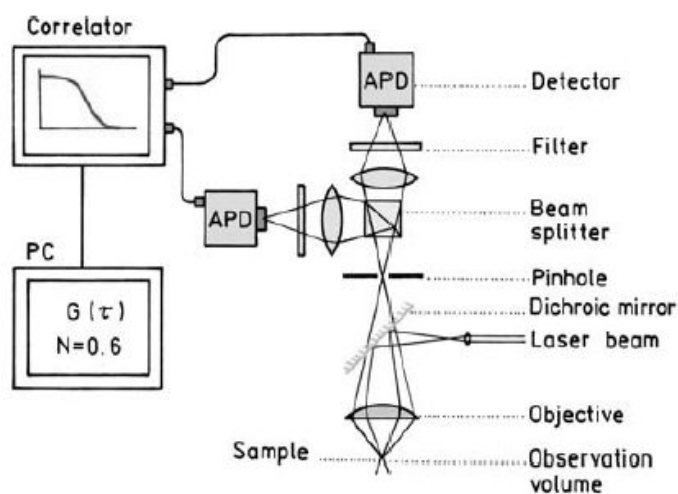 Correlator
APD
Detector
Filter
APD
Beam
splitter
PC
Pinhole
G(τ)
N=0.6
Dichroic mirror
Laser beam
Objective
Sample
Observation
volume